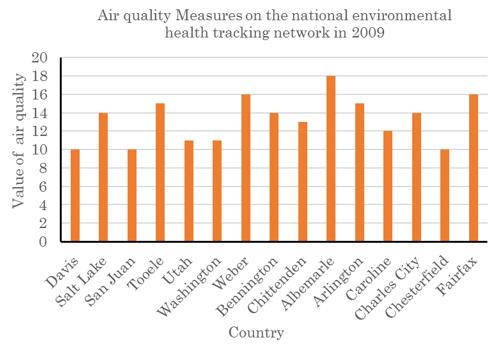 Air quality Measures on the national environmental
health tracking network in 2009
Value of air quality
20
18
16
14
12
10
8
6
4
2
0
Davis
Salt Lake
San Juan
Tooele
Utah
Washington
Weber
Bennington
Chittenden
Albemarle
Arlington
Caroline
Charles City
Chesterfield
Fairfax
Country